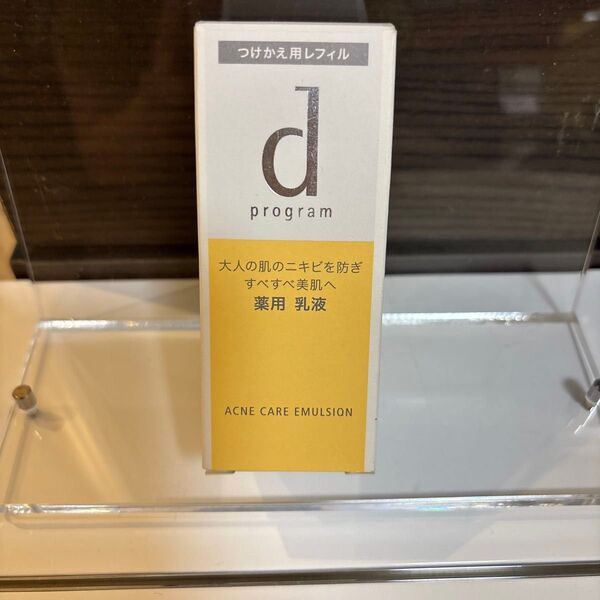 つけかえ用レフィル
d
program
大人の肌のニキビを防ぎ
すべすべ美肌へ
薬用 乳液
ACNE CARE EMULSION